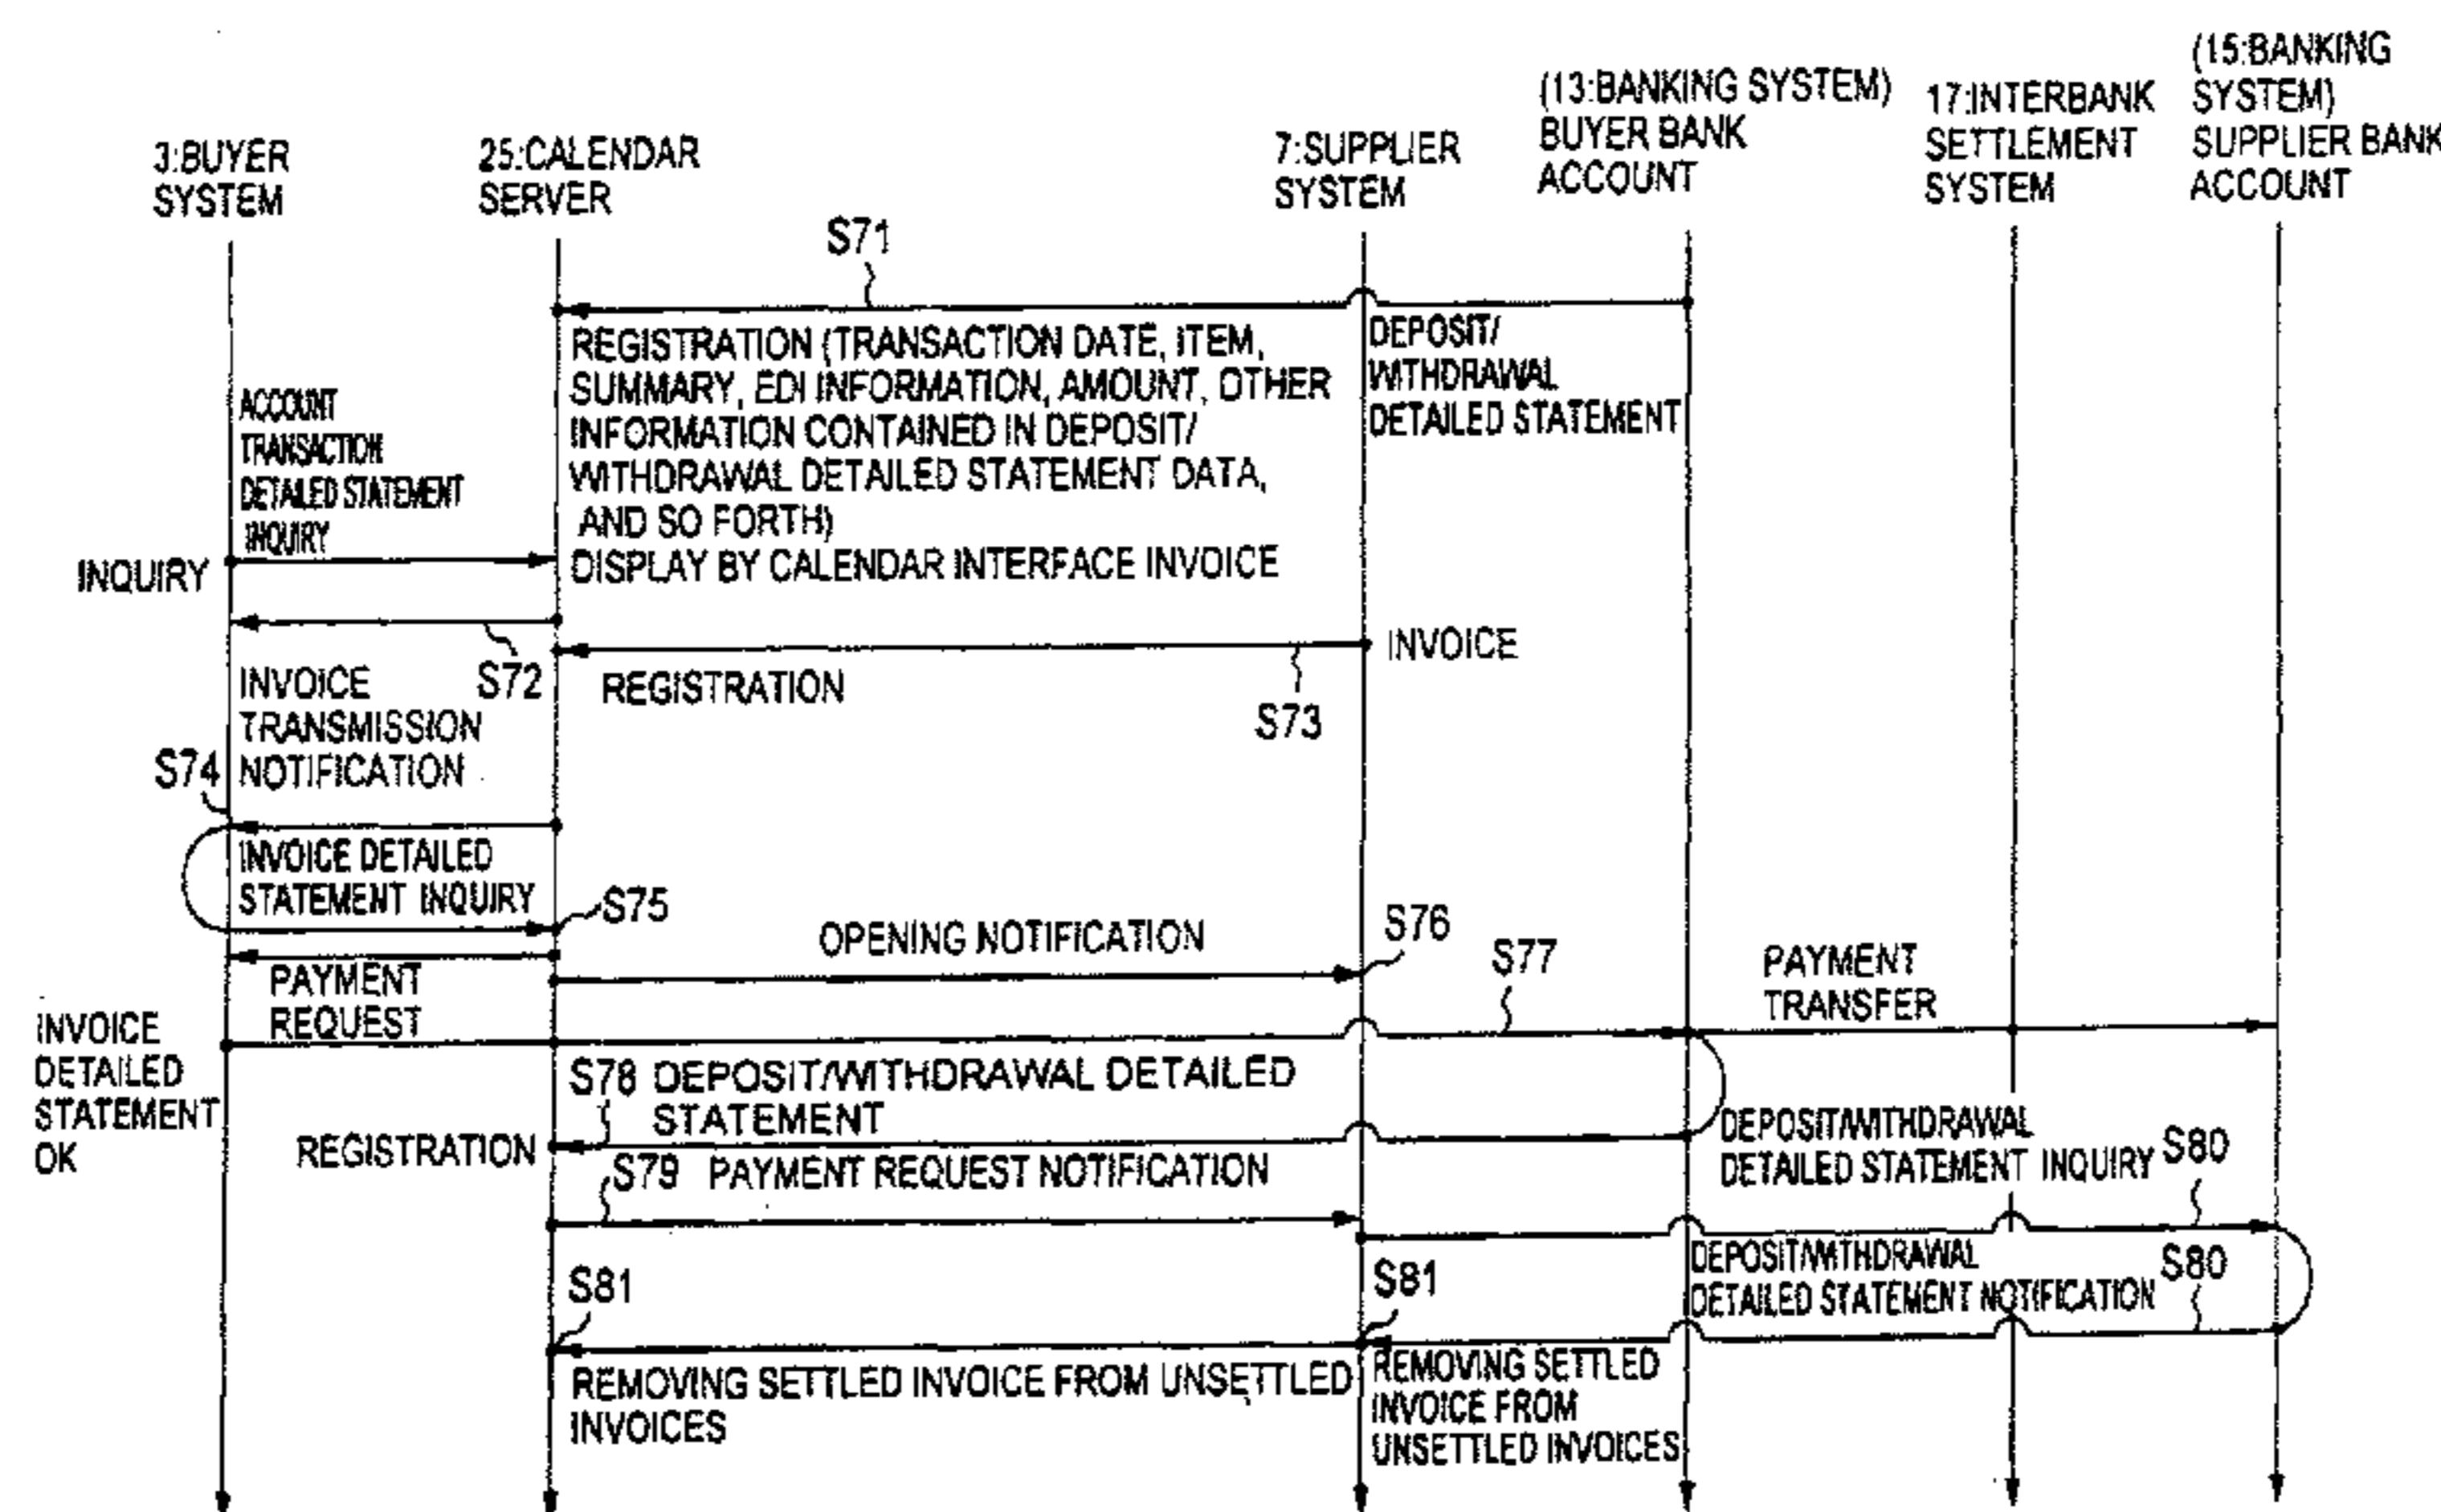 3:BUYER
SYSTEM
25:CALENDAR
SERVER
7:SUPPLIER
SYSTEM
(13:BANKING SYSTEM)
BUYER BANK
ACCOUNT
17:INTERBANK
SETTLEMENT
SYSTEM
(15:BANKING
SYSTEM)
SUPPLIER BANK
ACCOUNT
S71
REGISTRATION (TRANSACTION DATE, ITEM,
SUMMARY, EDI INFORMATION, AMOUNT, OTHER
INFORMATION CONTAINED IN DEPOSIT/
WITHDRAWAL DETAILED STATEMENT DATA,
AND SO FORTH)
DISPLAY BY CALENDAR INTERFACE INVOICE
DEPOSIT/
WITHDRAWAL
DETAILED STATEMENT
ACCOUNT
TRANSACTION
DETAILED STATEMENT
INQUIRY
INQUIRY
S72
INVOICE
REGISTRATION
S73
INVOICE
TRANSMISSION
NOTIFICATION
S74
INVOICE DETAILED
STATEMENT INQUIRY
S75
OPENING NOTIFICATION
S76
S77
PAYMENT
TRANSFER
PAYMENT
REQUEST
INVOICE
DETAILED
STATEMENT
OK
S78 DEPOSIT/WITHDRAWAL DETAILED
STATEMENT
REGISTRATION
DEPOSIT/WITHDRAWAL
DETAILED STATEMENT INQUIRY
S80
S79 PAYMENT REQUEST NOTIFICATION
DEPOSIT/WITHDRAWAL
DETAILED STATEMENT NOTIFICATION
S80
S81
S81
REMOVING SETTLED INVOICE FROM UNSETTLED
INVOICES
REMOVING SETTLED
INVOICE FROM
UNSETTLED INVOICES